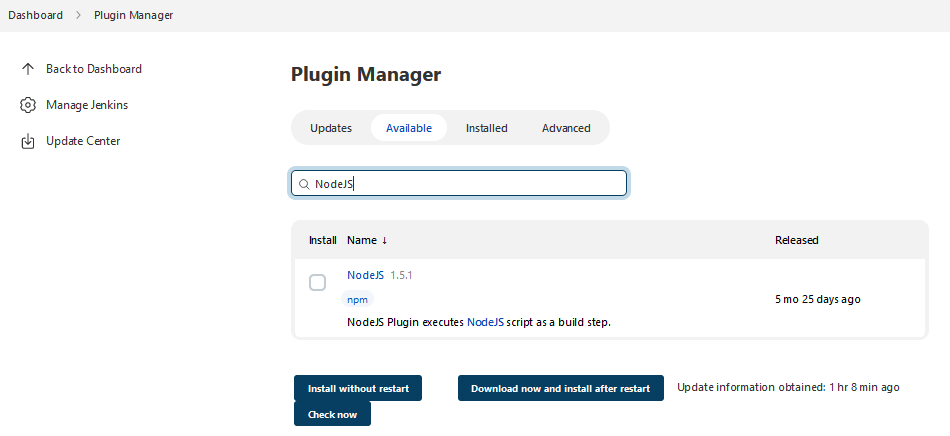 Dashboard > Plugin Manager
Back to Dashboard
Manage Jenkins
Update Center
Plugin Manager
Updates Available Installed Advanced
NodeJS
Install Name ↓ Released
NodeJS 1.5.1
npm
5 mo 25 days ago
NodeJS Plugin executes NodeJS script as a build step.
Install without restart Download now and install after restart Update information obtained: 1 hr 8 min ago
Check now